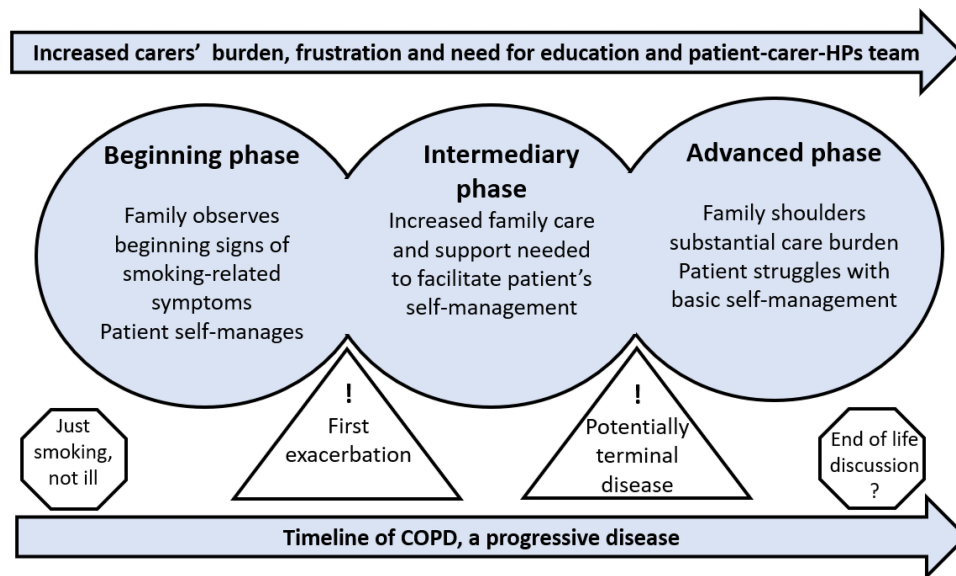 Increased carers' burden, frustration and need for education and patient-carer-HPs team
Beginning phase
Family observes
beginning signs of
smoking-related
symptoms
Patient self-manages
Intermediary
phase
Increased family care
and support needed
to facilitate patient's
self-management
Advanced phase
Family shoulders
substantial care burden
Patient struggles with
basic self-management
Just
smoking,
not ill
!
First
exacerbation
!
Potentially
terminal
disease
End of life
discussion
?
Timeline of COPD, a progressive disease